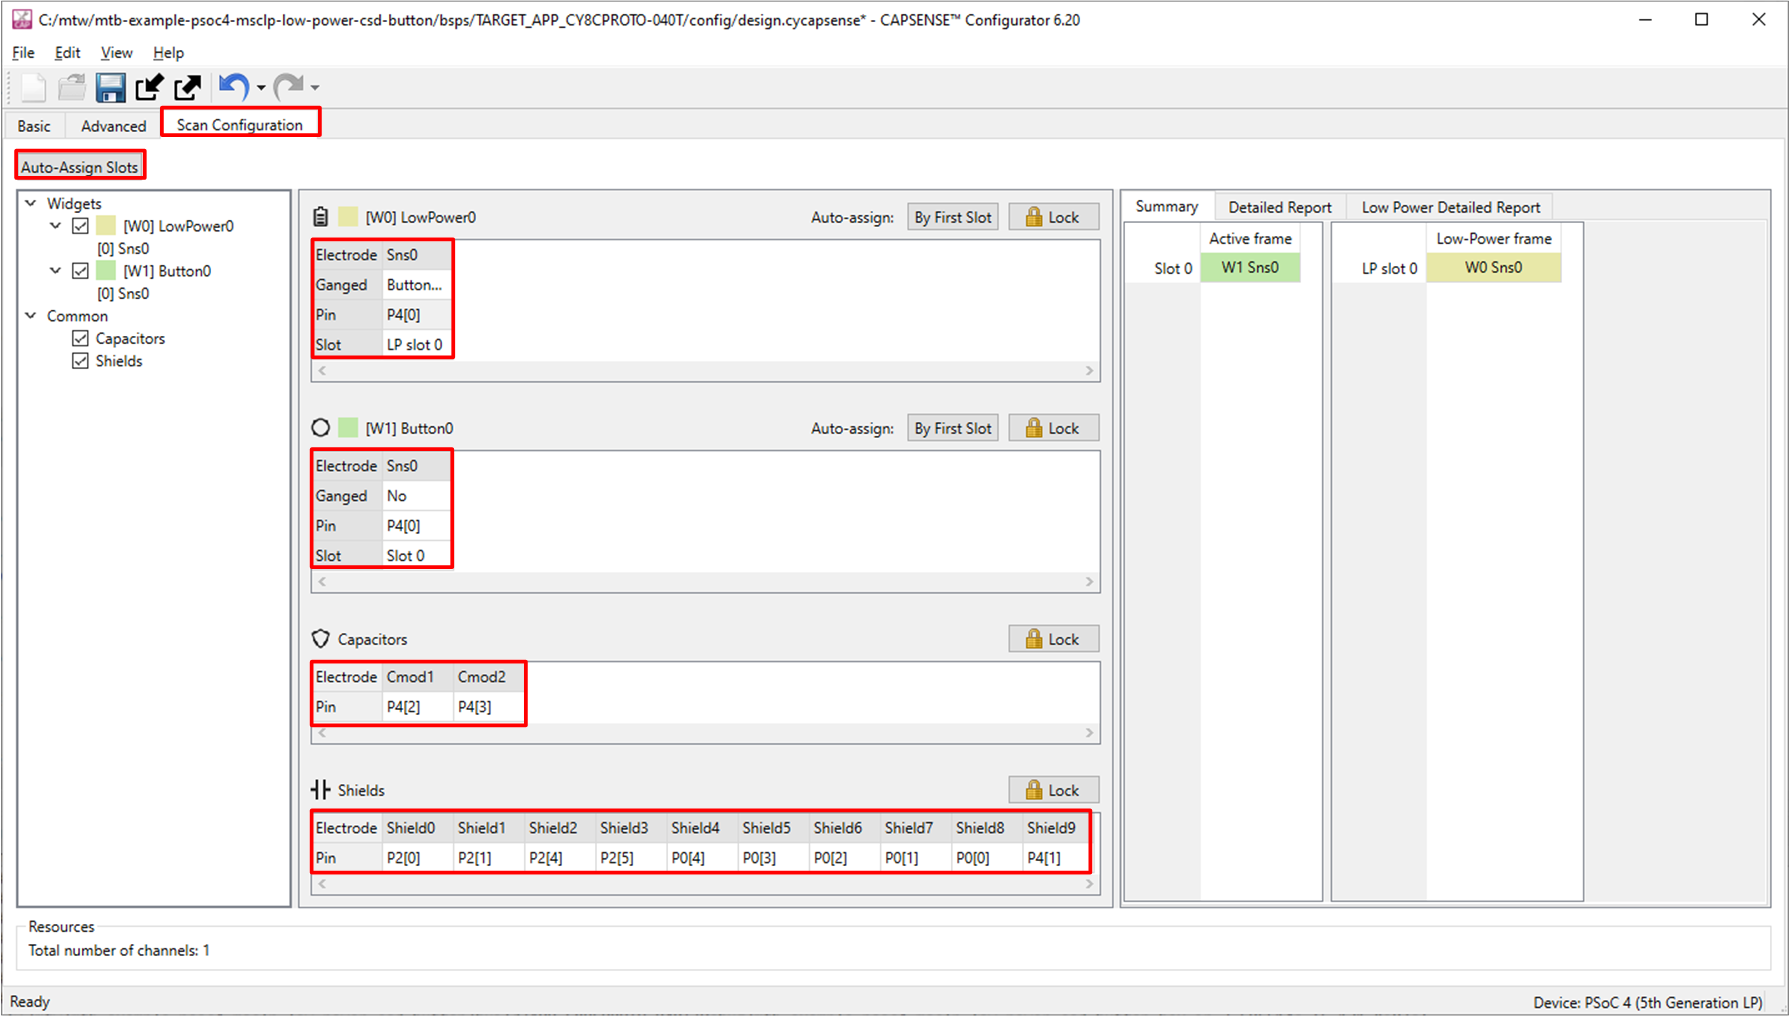 C:/mtw/mtb-example-psoc4-msclp-low-power-csd-button/bsps/TARGET_APP_CY8CPROTO-040T/config/design.cycapsense* - CAPSENSE™ Configurator 6.20
File Edit View Help
Basic Advanced Scan Configuration
Auto-Assign Slots
Widgets
[W0] LowPower0
[0] Sns0
[W1] Button0
[0] Sns0
Common
Capacitors
Shields
[W0] LowPower0 Auto-assign: By First Slot Lock
Electrode Sns0
Ganged Button...
Pin P4[0]
Slot LP slot 0
[W1] Button0 Auto-assign: By First Slot Lock
Electrode Sns0
Ganged No
Pin P4[0]
Slot Slot 0
Capacitors Lock
Electrode Cmod1 Cmod2
Pin P4[2] P4[3]
Shields Lock
Electrode Shield0 Shield1 Shield2 Shield3 Shield4 Shield5 Shield6 Shield7 Shield8 Shield9
Pin P2[0] P2[1] P2[4] P2[5] P0[4] P0[3] P0[2] P0[1] P0[0] P4[1]
Summary Detailed Report Low Power Detailed Report
Active frame
Slot 0 W1 Sns0
Low-Power frame
LP slot 0 W0 Sns0
Resources
Total number of channels: 1
Ready
Device: PSoC 4 (5th Generation LP)